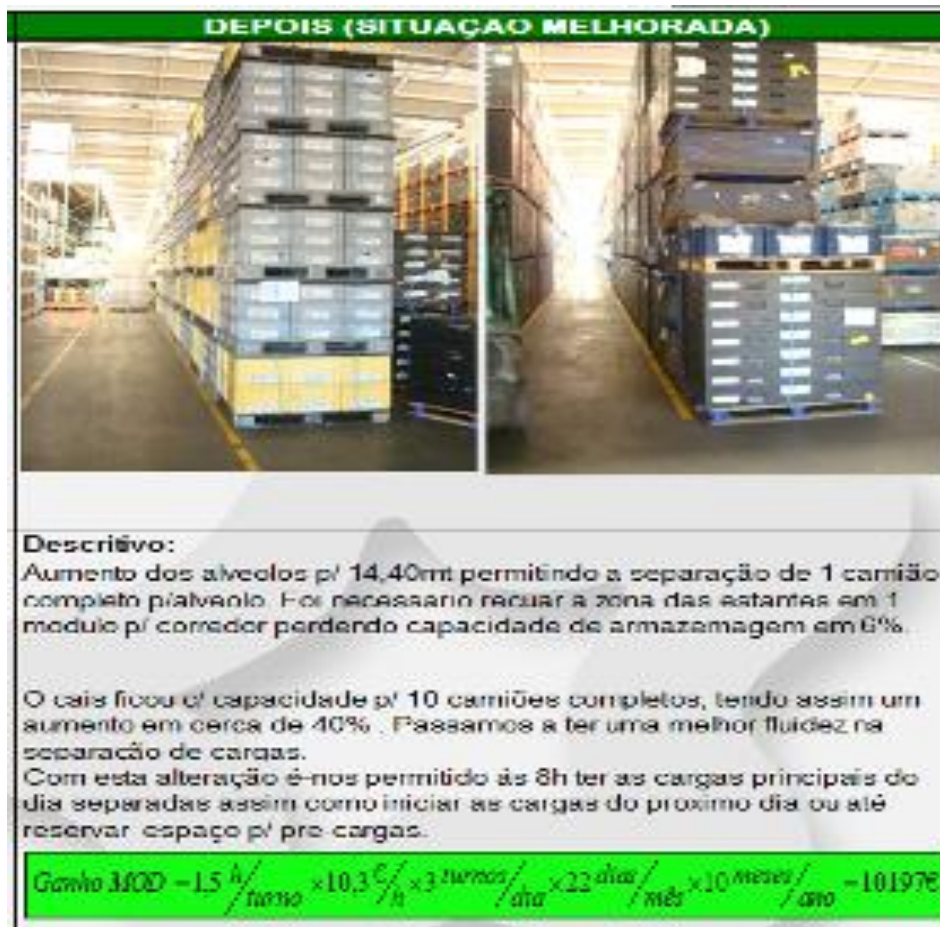 DEPOIS (SITUAÇAO MELHORADA)
Descritivo:
Aumento dos alveolos p/ 14,40mt permitindo a separação de 1 camião
completo p/alveolo. Foi necessario recuar a zona das estantes em 1
modulo p/ corredor perdendo capacidade de armazemagem em 6%.
O cais ficou c/ capacidade p/ 10 camiões completos, tendo assim um
aumento em cerca de 40% . Passamos a ter uma melhor fluidez na
separação de cargas.
Com esta alteração é-nos permitido ás 8h ter as cargas principais do
dia separadas assim como iniciar as cargas do proximo dia ou até
reservar espaço p/ pre-cargas.
Ganho MOD = 1,5 h/turno × 10,3 €/h × 3 turnos/dia × 22 dias/mês × 10 meses/ano = 10197€